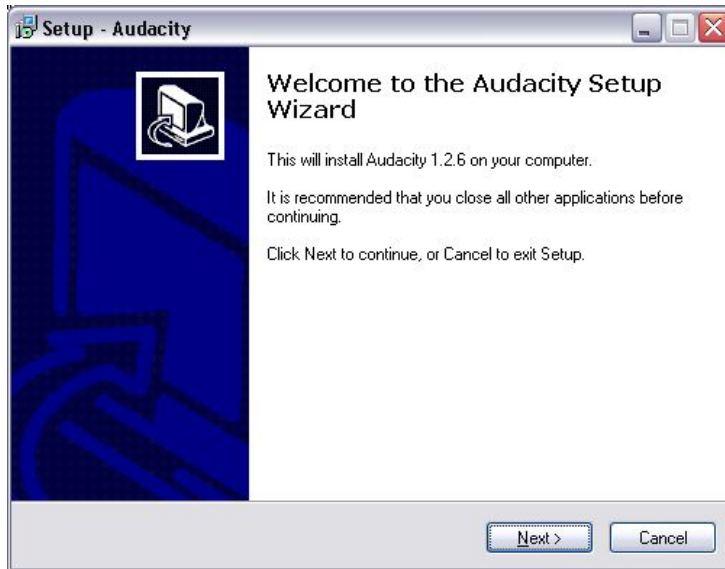 Setup - Audacity
Welcome to the Audacity Setup
Wizard
This will install Audacity 1.2.6 on your computer.
It is recommended that you close all other applications before
continuing.
Click Next to continue, or Cancel to exit Setup.
Next >
Cancel